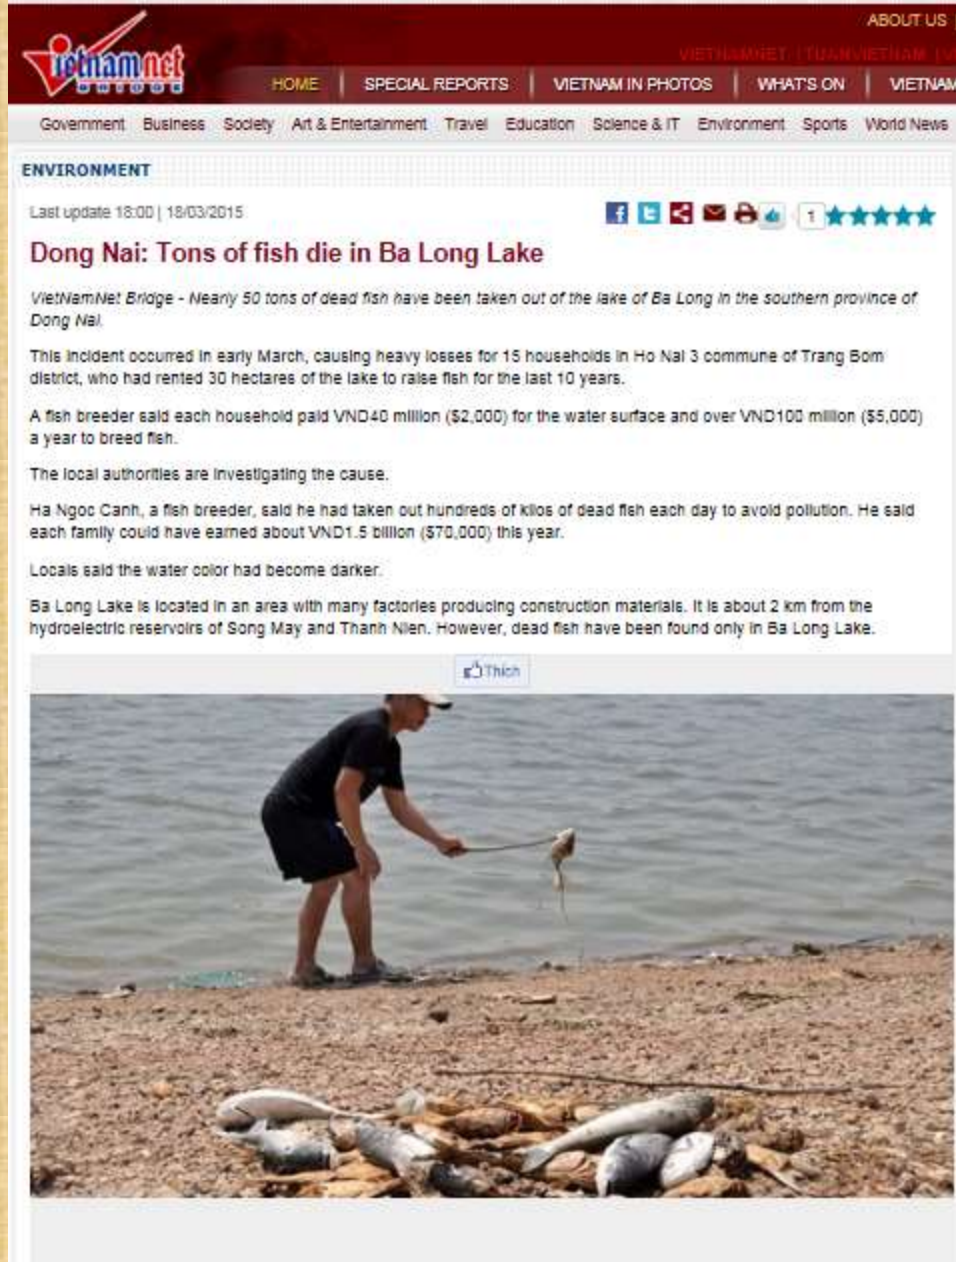 ABOUT US
VIETNAMNET | TUANVIETNAM |
vietnamnet
BRIDGE
HOME | SPECIAL REPORTS | VIETNAM IN PHOTOS | WHAT'S ON | VIETNAM
Government Business Society Art & Entertainment Travel Education Science & IT Environment Sports World News
ENVIRONMENT
Last update 18:00 | 18/03/2015
1
Dong Nai: Tons of fish die in Ba Long Lake
VietNamNet Bridge - Nearly 50 tons of dead fish have been taken out of the lake of Ba Long in the southern province of
Dong Nai.
This incident occurred in early March, causing heavy losses for 15 households in Ho Nai 3 commune of Trang Bom
district, who had rented 30 hectares of the lake to raise fish for the last 10 years.
A fish breeder said each household paid VND40 million ($2,000) for the water surface and over VND100 million ($5,000)
a year to breed fish.
The local authorities are investigating the cause.
Ha Ngoc Canh, a fish breeder, said he had taken out hundreds of kilos of dead fish each day to avoid pollution. He said
each family could have earned about VND1.5 billion ($70,000) this year.
Locals said the water color had become darker.
Ba Long Lake is located in an area with many factories producing construction materials. It is about 2 km from the
hydroelectric reservoirs of Song May and Thanh Nien. However, dead fish have been found only in Ba Long Lake.
Thích